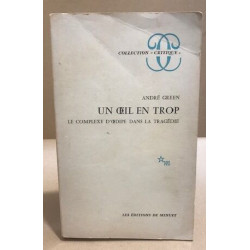 COLLECTION « CRITIQUE »
ANDRÉ GREEN
UN ŒIL EN TROP
LE COMPLEXE D'ŒDIPE DANS LA TRAGÉDIE
LES ÉDITIONS DE MINUIT